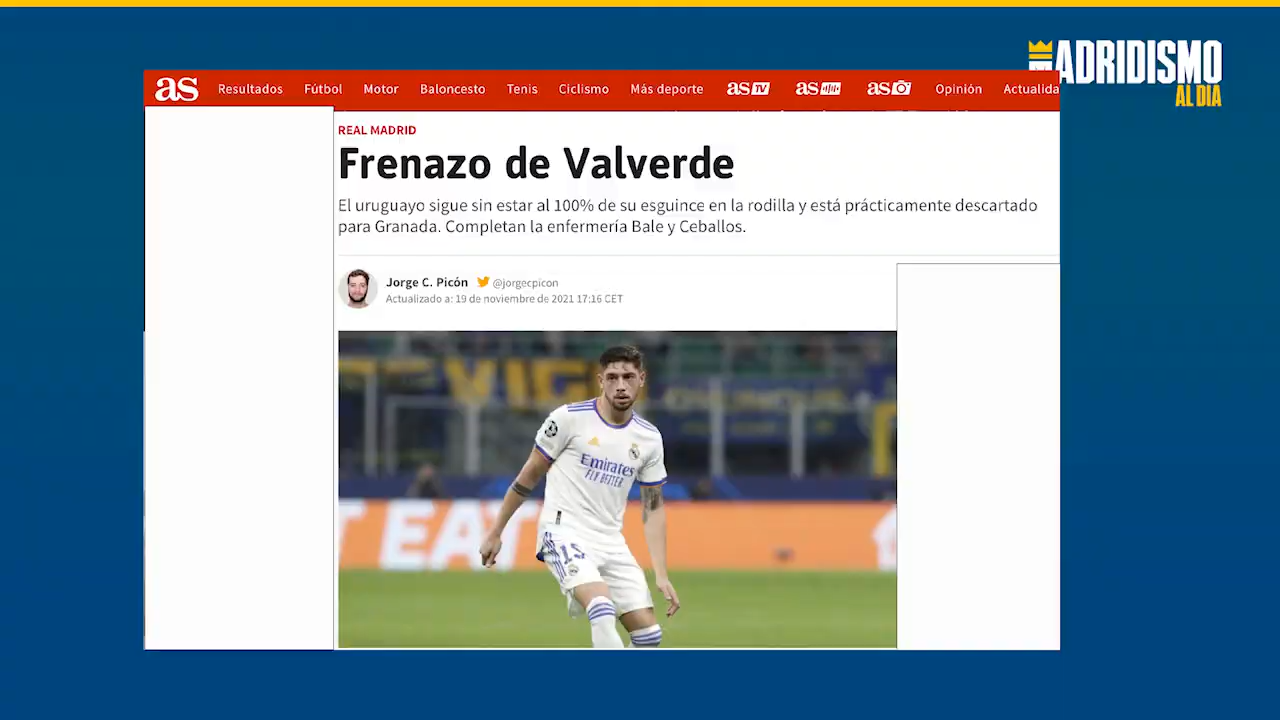 MADRIDISMO
AL DIA
as Resultados Fútbol Motor Baloncesto Tenis Ciclismo Más deporte as TV as as Opinión Actualida
REAL MADRID
Frenazo de Valverde
El uruguayo sigue sin estar al 100% de su esguince en la rodilla y está prácticamente descartado
para Granada. Completan la enfermería Bale y Ceballos.
Jorge C. Picón @jorgecpicon
Actualizado a: 19 de noviembre de 2021 17:16 CET
Emirates
FLY BETTER
15
EAT